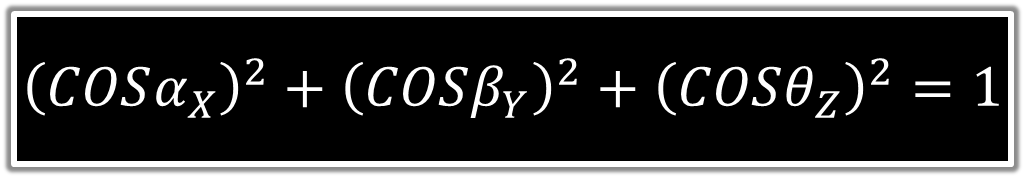 (COSα_X)² + (COSβ_Y)² + (COSθ_Z)² = 1